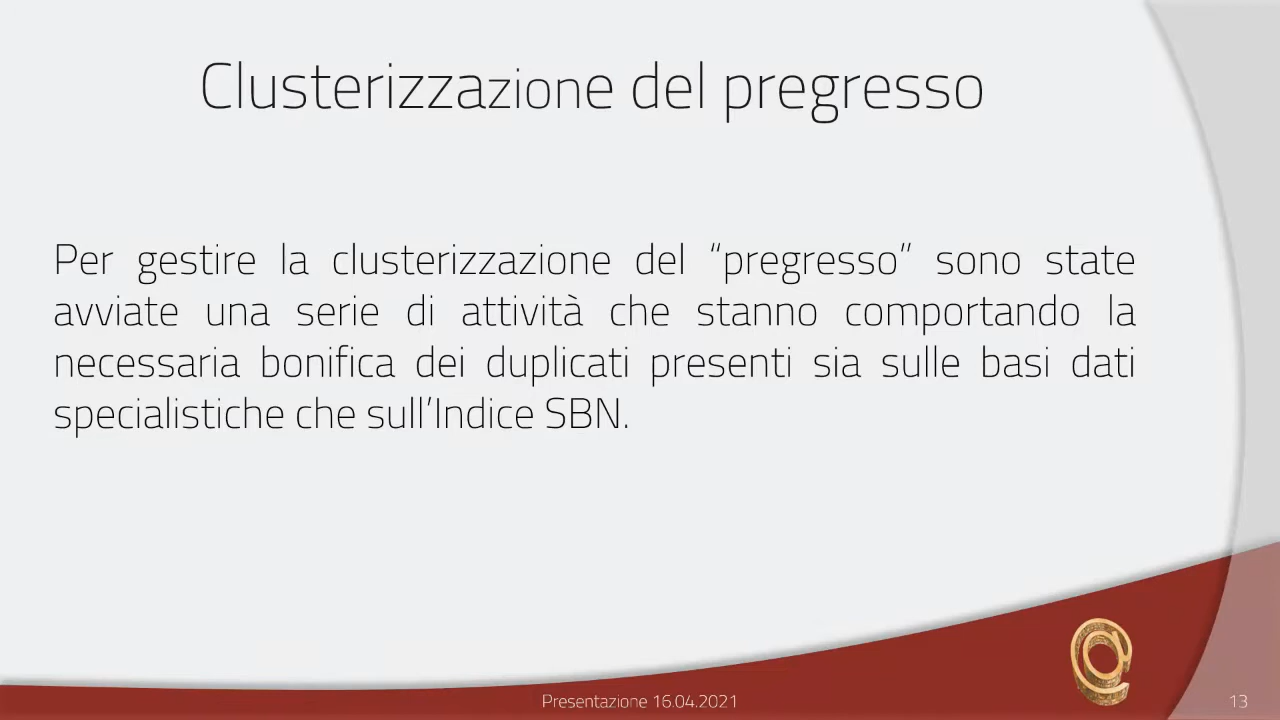 Clusterizzazione del pregresso
Per gestire la clusterizzazione del “pregresso” sono state
avviate una serie di attività che stanno comportando la
necessaria bonifica dei duplicati presenti sia sulle basi dati
specialistiche che sull’Indice SBN.
Presentazione 16.04.2021
13